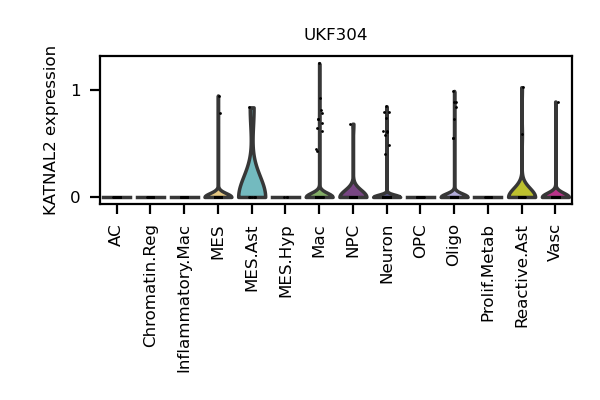 UKF304
KATNAL2 expression
1
0
AC
Chromatin.Reg
Inflammatory.Mac
MES
MES.Ast
MES.Hyp
Mac
NPC
Neuron
OPC
Oligo
Prolif.Metab
Reactive.Ast
Vasc